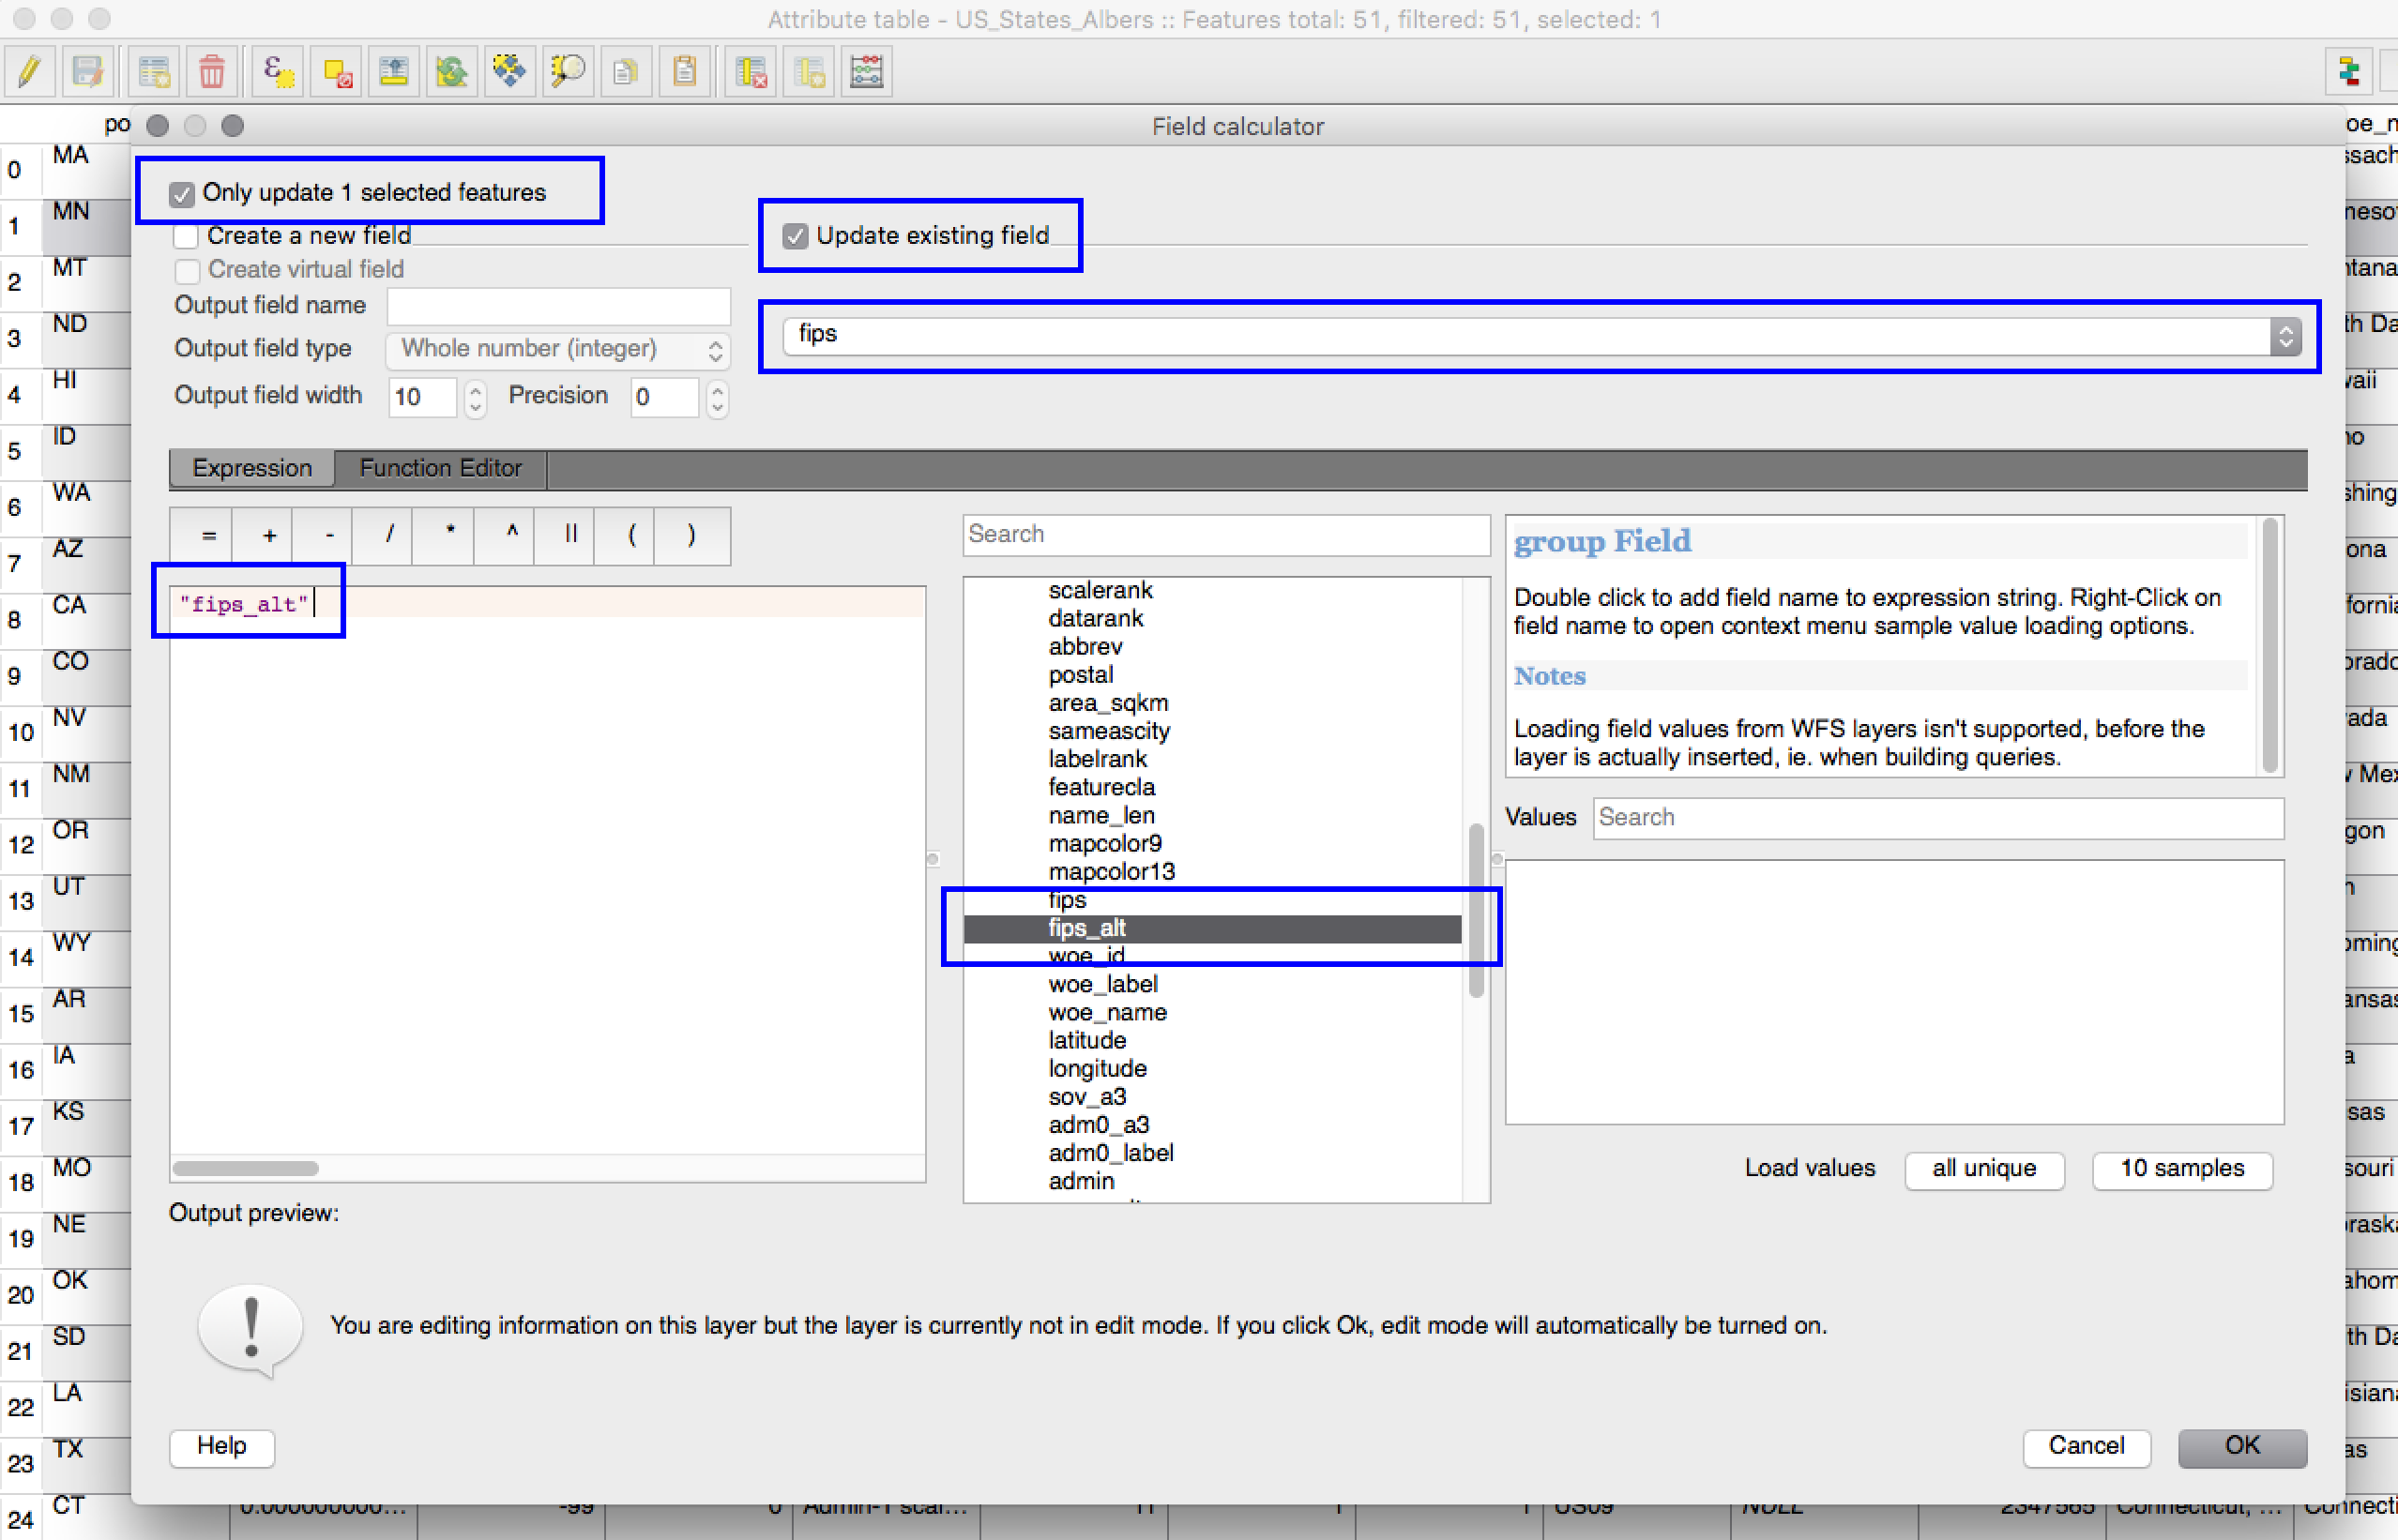 Attribute table - US_States_Albers :: Features total: 51, filtered: 51, selected: 1
po
Field calculator
oe_n
0 MA
ssach
1 MN
nesot
2 MT
ntana
3 ND
th Da
4 HI
vaii
5 ID
ho
6 WA
shing
7 AZ
ona
8 CA
fornia
9 CO
orado
10 NV
ada
11 NM
v Mex
12 OR
gon
13 UT
14 WY
oming
15 AR
ansas
16 IA
a
17 KS
sas
18 MO
souri
19 NE
raska
20 OK
ahom
21 SD
th Da
22 LA
isiana
23 TX
as
24 CT
Only update 1 selected features
Create a new field
Update existing field
Create virtual field
Output field name
fips
Output field type Whole number (integer)
Output field width 10 Precision 0
Expression Function Editor
= + - / * ^ || ( )
"fips_alt"
Search
scalerank
datarank
abbrev
postal
area_sqkm
sameascity
labelrank
featurecla
name_len
mapcolor9
mapcolor13
fips
fips_alt
woe_id
woe_label
woe_name
latitude
longitude
sov_a3
adm0_a3
adm0_label
admin
group Field
Double click to add field name to expression string. Right-Click on
field name to open context menu sample value loading options.
Notes
Loading field values from WFS layers isn't supported, before the
layer is actually inserted, ie. when building queries.
Values Search
Load values all unique 10 samples
Output preview:
You are editing information on this layer but the layer is currently not in edit mode. If you click Ok, edit mode will automatically be turned on.
Help Cancel OK
0.000000000... -99 0 Admin-1 scal... 11 1 1 US09 NULL 2347565 Connecticut, ... Connecti